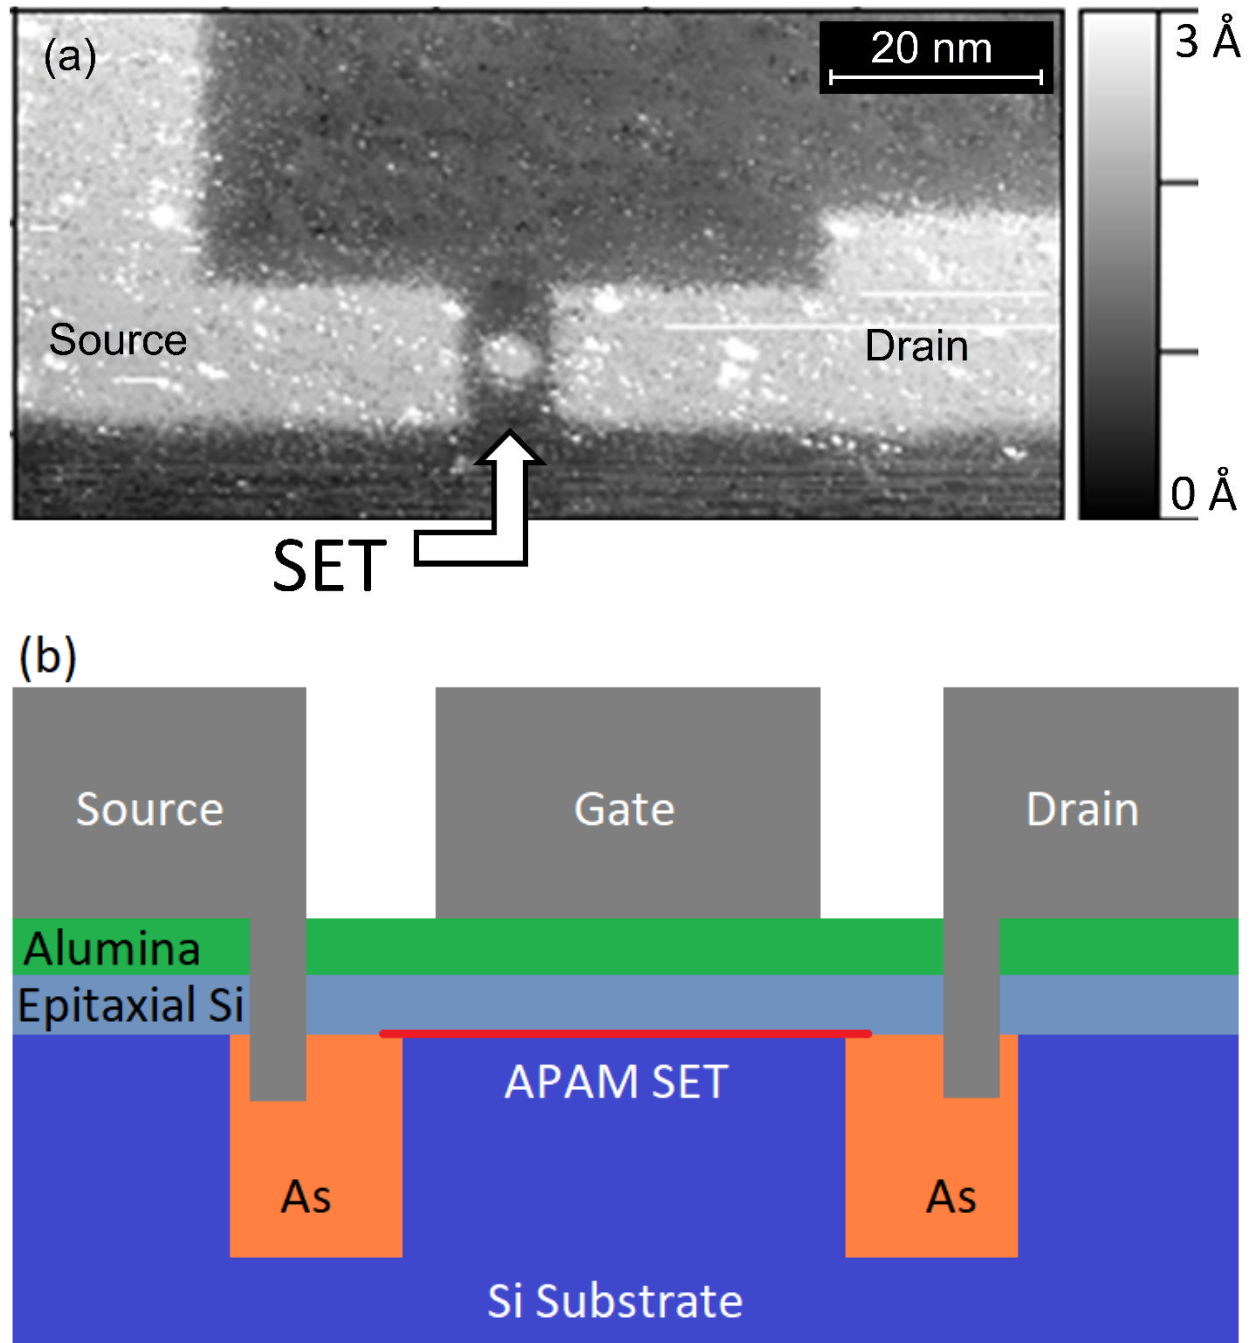 (a)
20 nm
3 Å
Source
Drain
0 Å
SET
(b)
Source
Gate
Drain
Alumina
Epitaxial Si
APAM SET
As
As
Si Substrate